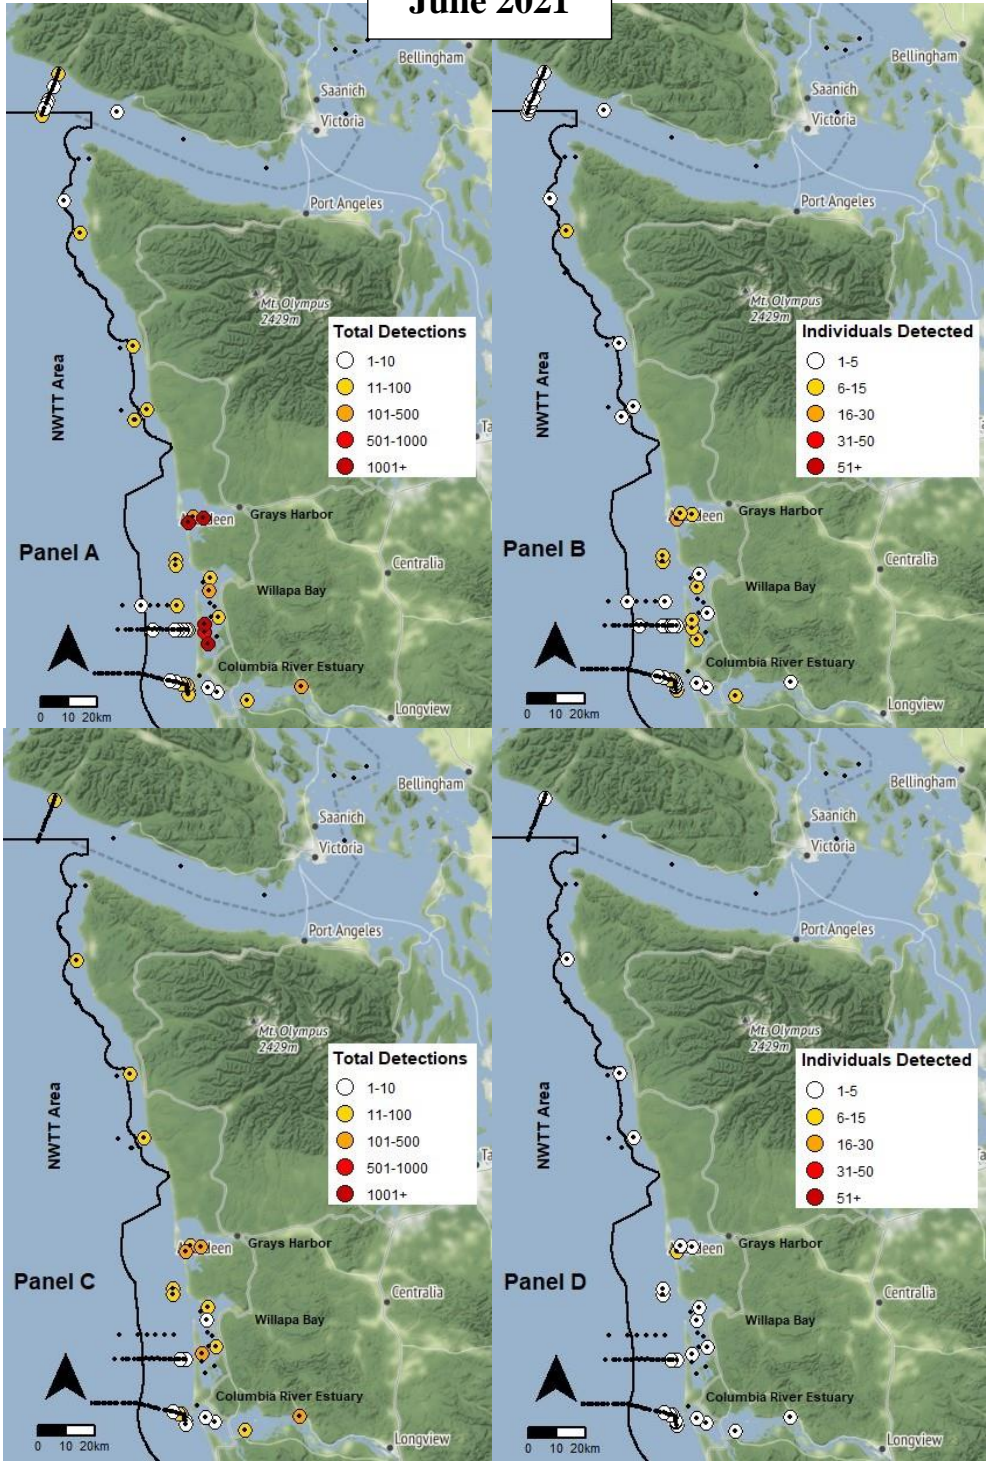 June 2021
Bellingham
Saanich
Victoria
Port Angeles
Mt. Olympus
2429m
Total Detections
1-10
11-100
101-500
501-1000
1001+
NWTT Area
Grays Harbor
Panel A
Centralia
Willapa Bay
Columbia River Estuary
0 10 20km
Longview
Bellingham
Saanich
Victoria
Port Angeles
Mt. Olympus
2429m
Individuals Detected
1-5
6-15
16-30
31-50
51+
NWTT Area
Grays Harbor
Panel B
Centralia
Willapa Bay
Columbia River Estuary
0 10 20km
Longview
Bellingham
Saanich
Victoria
Port Angeles
Mt. Olympus
2429m
Total Detections
1-10
11-100
101-500
501-1000
1001+
NWTT Area
Grays Harbor
Panel C
Centralia
Willapa Bay
Columbia River Estuary
0 10 20km
Longview
Bellingham
Saanich
Victoria
Port Angeles
Mt. Olympus
2429m
Individuals Detected
1-5
6-15
16-30
31-50
51+
NWTT Area
Grays Harbor
Panel D
Centralia
Willapa Bay
Columbia River Estuary
0 10 20km
Longview